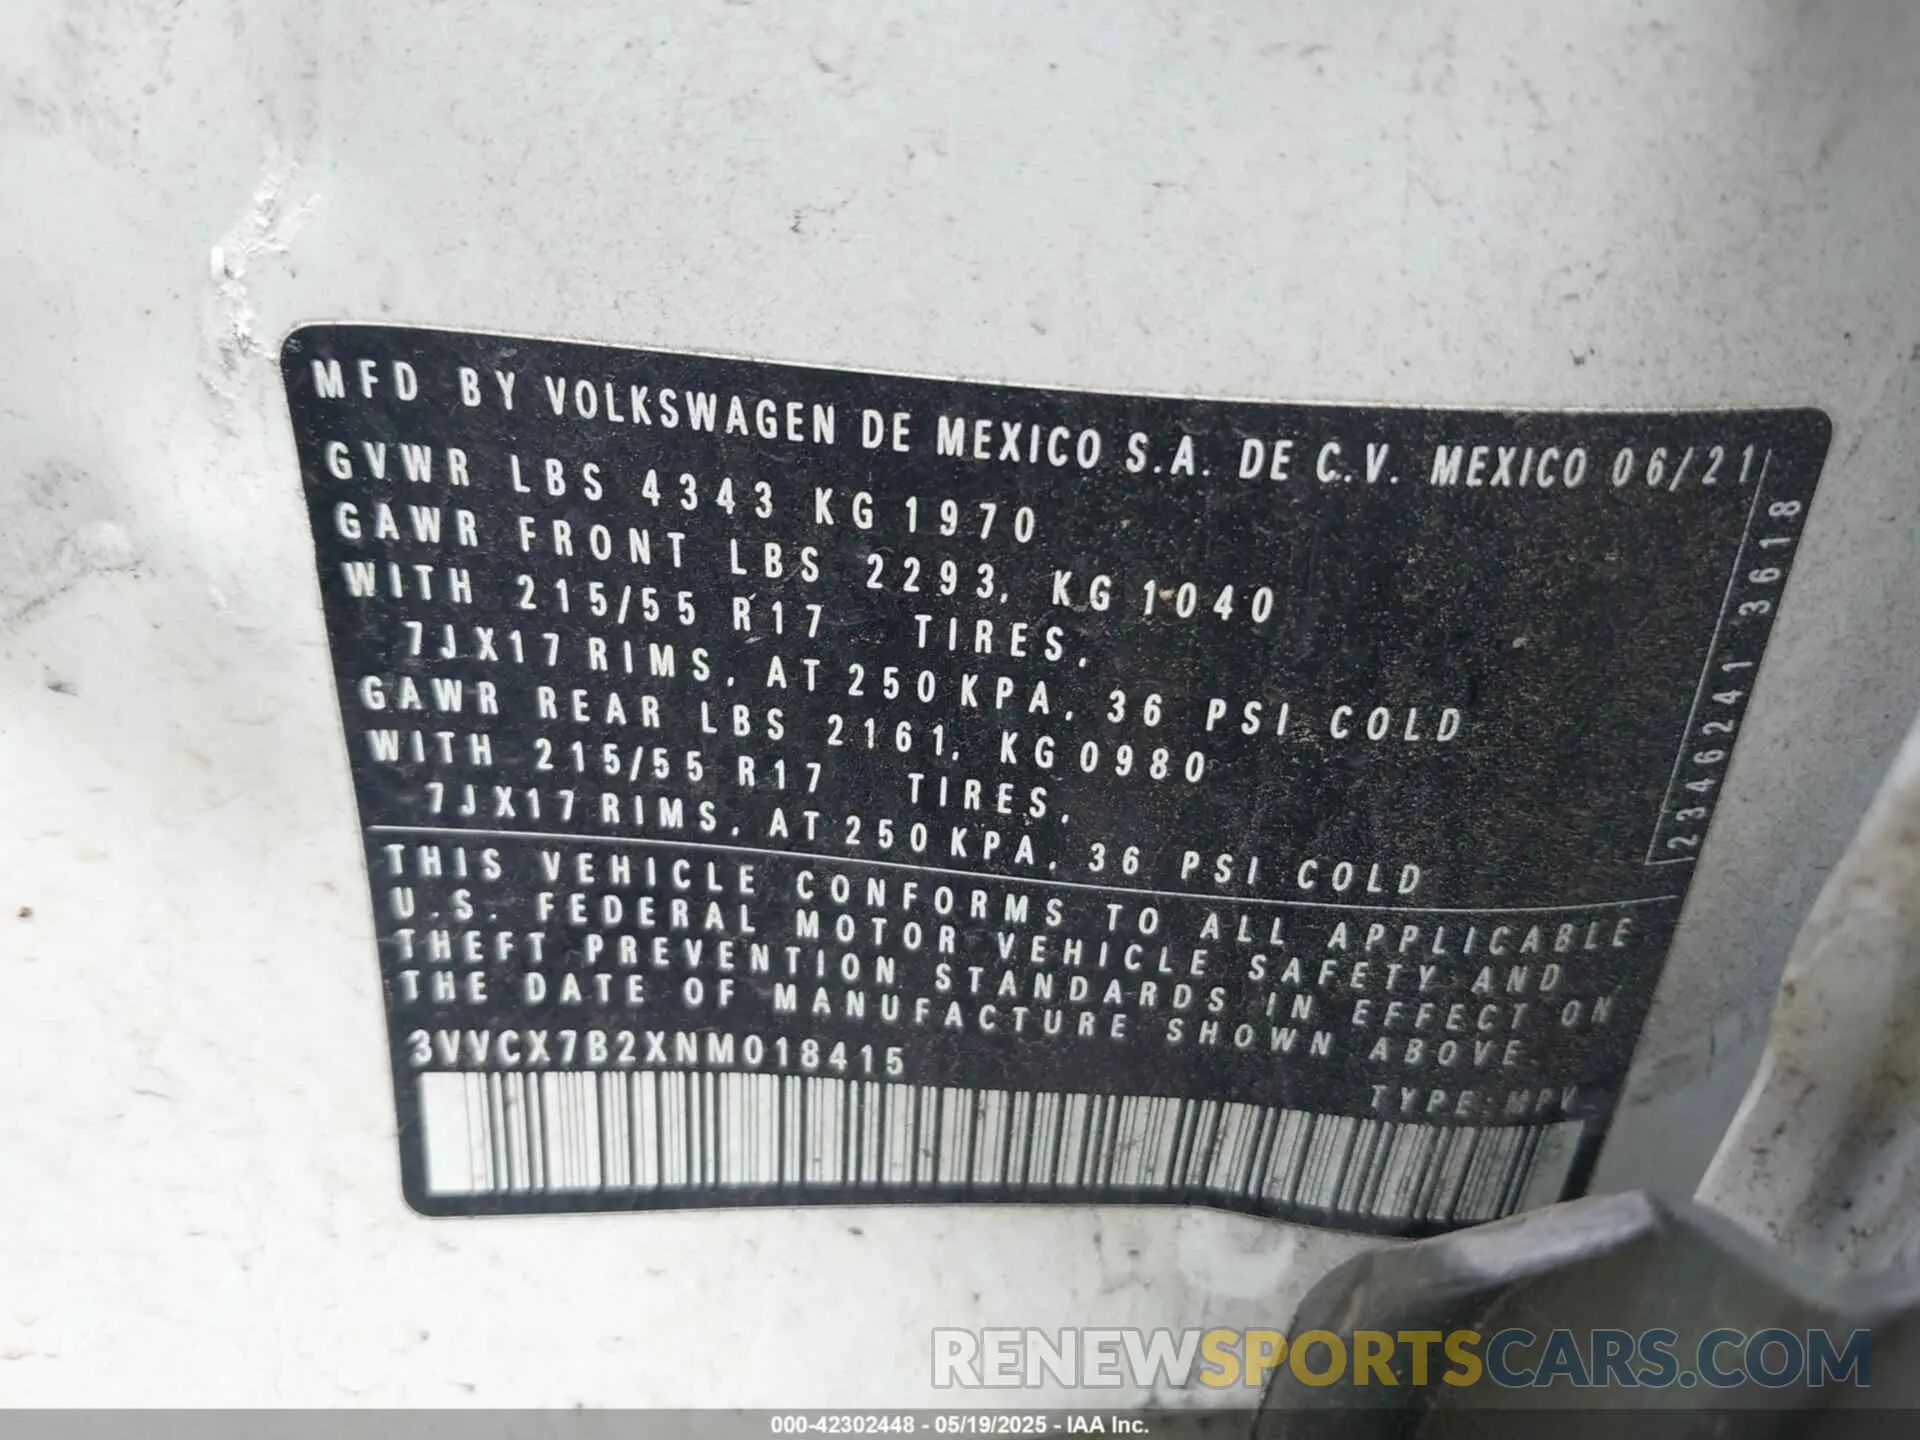 MFD BY VOLKSWAGEN DE MEXICO S.A. DE C.V. MEXICO 06/21
GVWR LBS 4343 KG 1970
GAWR FRONT LBS 2293, KG 1040
WITH 215/55 R17 TIRES,
7JX17 RIMS, AT 250 KPA, 36 PSI COLD
GAWR REAR LBS 2161, KG 0980
WITH 215/55 R17 TIRES,
7JX17 RIMS, AT 250 KPA, 36 PSI COLD
THIS VEHICLE CONFORMS TO ALL APPLICABLE
U.S. FEDERAL MOTOR VEHICLE SAFETY AND
THEFT PREVENTION STANDARDS IN EFFECT ON
THE DATE OF MANUFACTURE SHOWN ABOVE
3VVCX7B2XNM018415
TYPE: MPV
2346241 3618
RENEWSPORTSCARS.COM
000-42302448 - 05/19/2025 - IAA Inc.